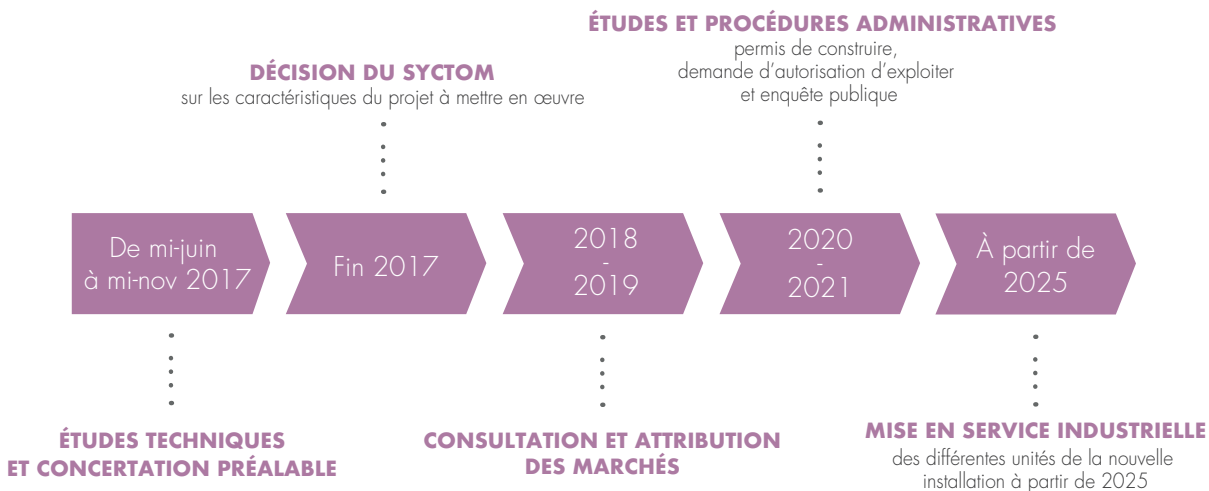 ÉTUDES ET PROCÉDURES ADMINISTRATIVES
permis de construire,
demande d'autorisation d'exploiter
et enquête publique
DÉCISION DU SYCTOM
sur les caractéristiques du projet à mettre en œuvre
De mi-juin
à mi-nov 2017
Fin 2017
2018
-
2019
2020
-
2021
À partir de
2025
ÉTUDES TECHNIQUES
ET CONCERTATION PRÉALABLE
CONSULTATION ET ATTRIBUTION
DES MARCHÉS
MISE EN SERVICE INDUSTRIELLE
des différentes unités de la nouvelle
installation à partir de 2025